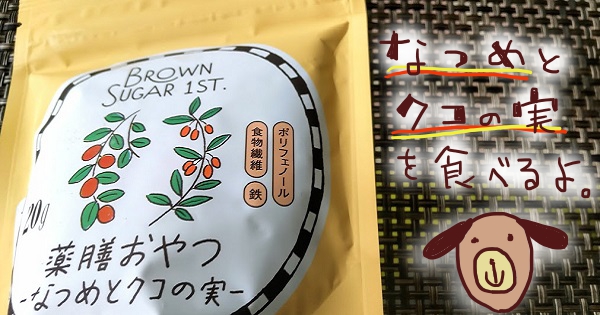 BROWN
SUGAR 1ST.
ポリフェノール
食物繊維
鉄
20g
薬膳おやつ
-なつめとクコの実-
なつめと
クコの実
を食べるよ。